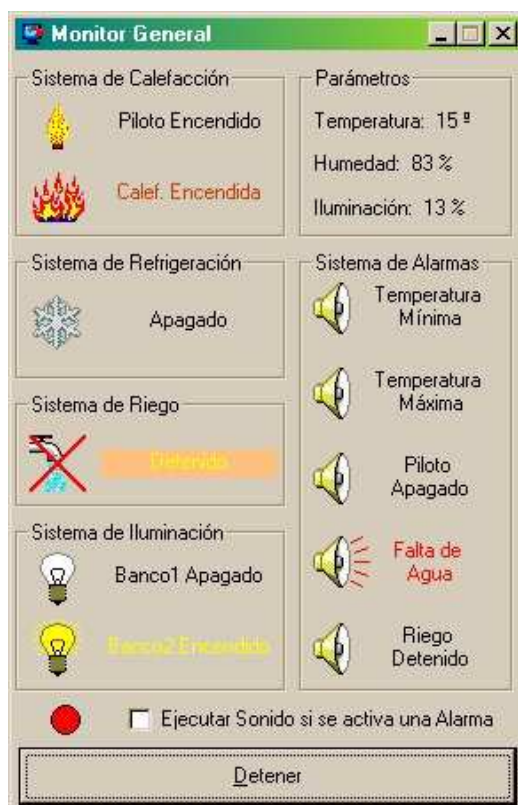 Monitor General
Sistema de Calefacción
Piloto Encendido
Calef. Encendida
Parámetros
Temperatura: 15 º
Humedad: 83 %
Iluminación: 13 %
Sistema de Refrigeración
Apagado
Sistema de Riego
Detenido
Sistema de Iluminación
Banco1 Apagado
Banco2 Encendido
Sistema de Alarmas
Temperatura
Mínima
Temperatura
Máxima
Piloto
Apagado
Falta de
Agua
Riego
Detenido
Ejecutar Sonido si se activa una Alarma
Detener